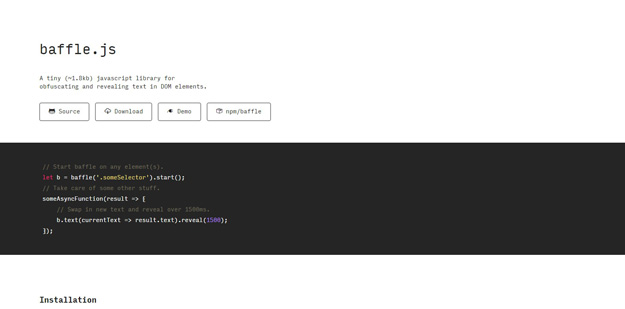 baffle.js
A tiny (~1.8kb) javascript library for
obfuscating and revealing text in DOM elements.
Source Download Demo npm/baffle
// Start baffle on any element(s).
let b = baffle('.someSelector').start();
// Take care of some other stuff.
someAsyncFunction(result => {
// Swap in new text and reveal over 1500ms.
b.text(currentText => result.text).reveal(1500);
});
Installation